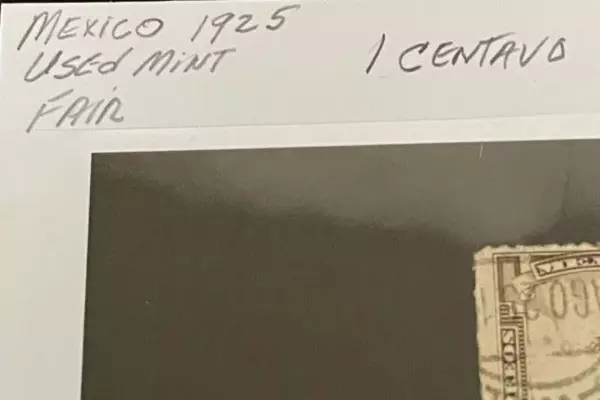 MEXICO 1925
USEd MiNT
1 CENTAVO
FAIR